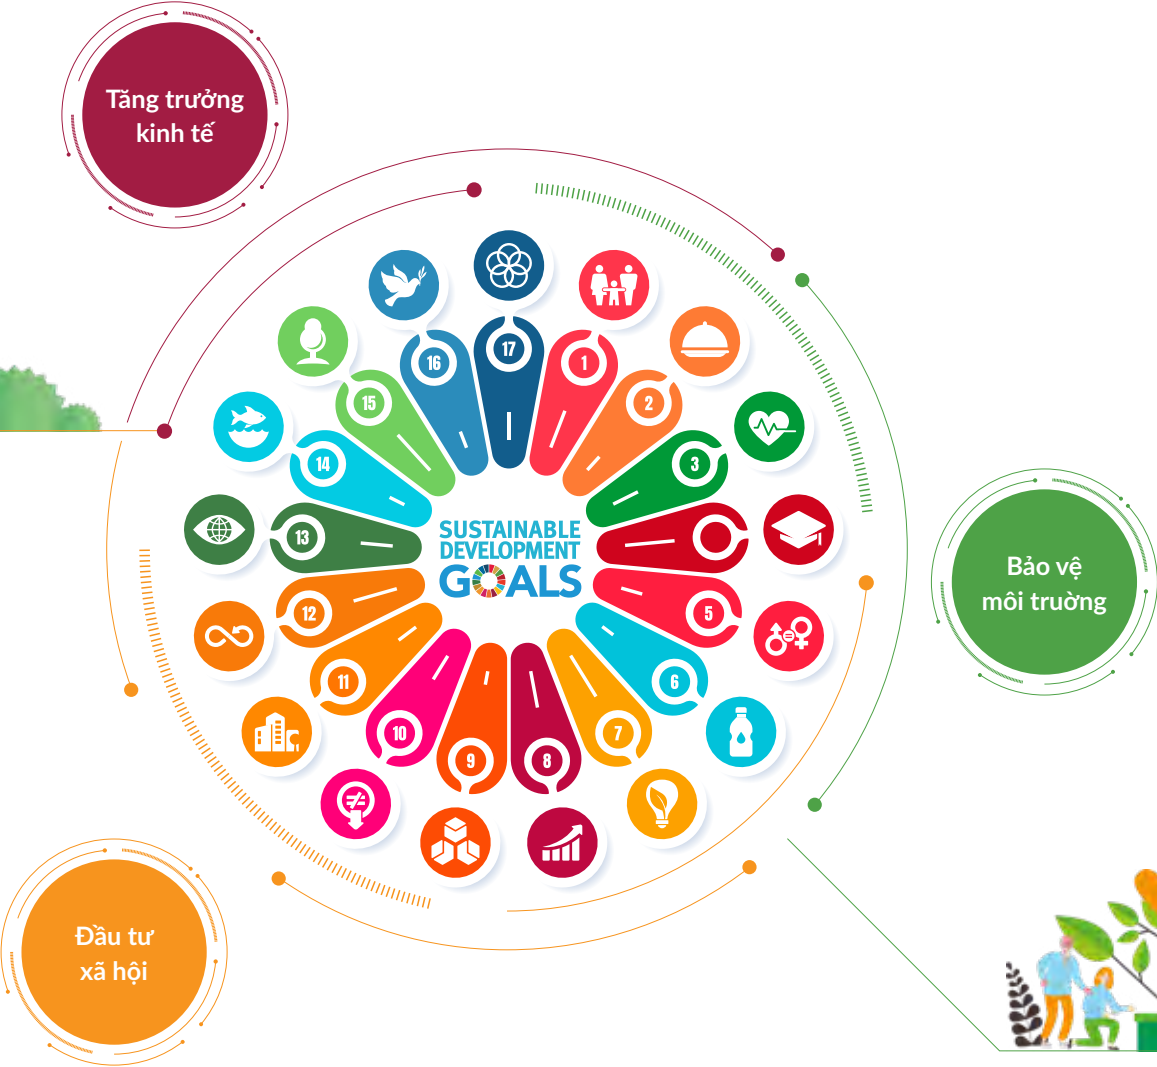 Tăng trưởng
kinh tế
17
16
1
15
2
14
3
13
SUSTAINABLE
DEVELOPMENT
GOALS
12
5
11
6
10
7
9
8
Bảo vệ
môi truờng
Đầu tư
xã hội